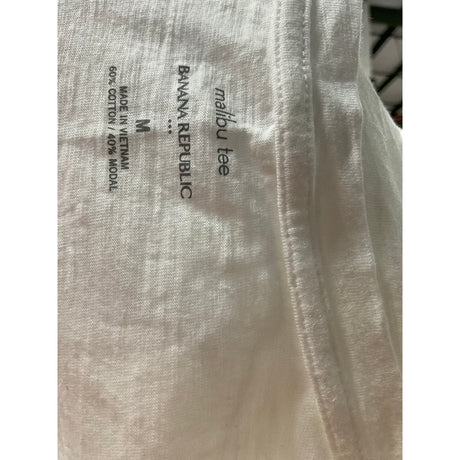 malibu tee
BANANA REPUBLIC
•••
M
MADE IN VIETNAM
60% COTTON / 40% MODAL